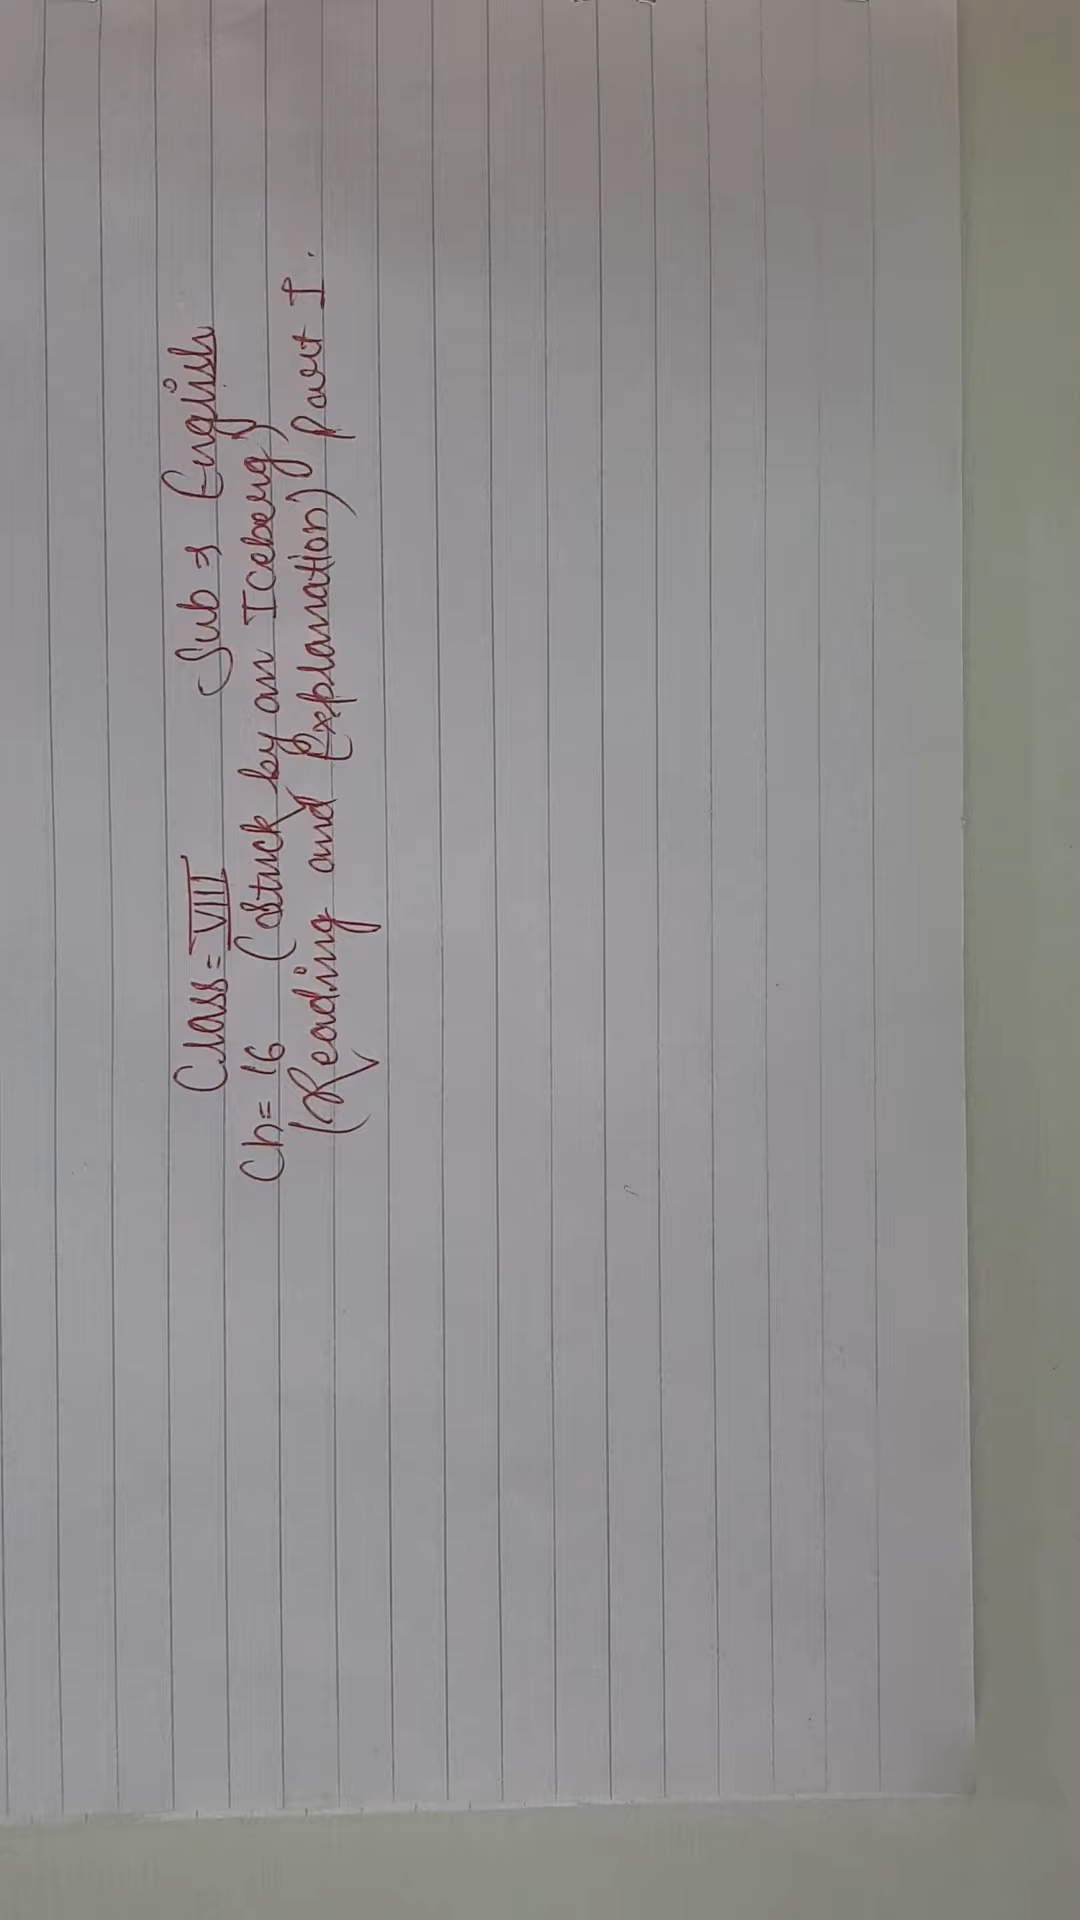 Class = VIII Sub → English
Ch = 16 (Struck by an Iceberg)
(Reading and Explanation) Part I.